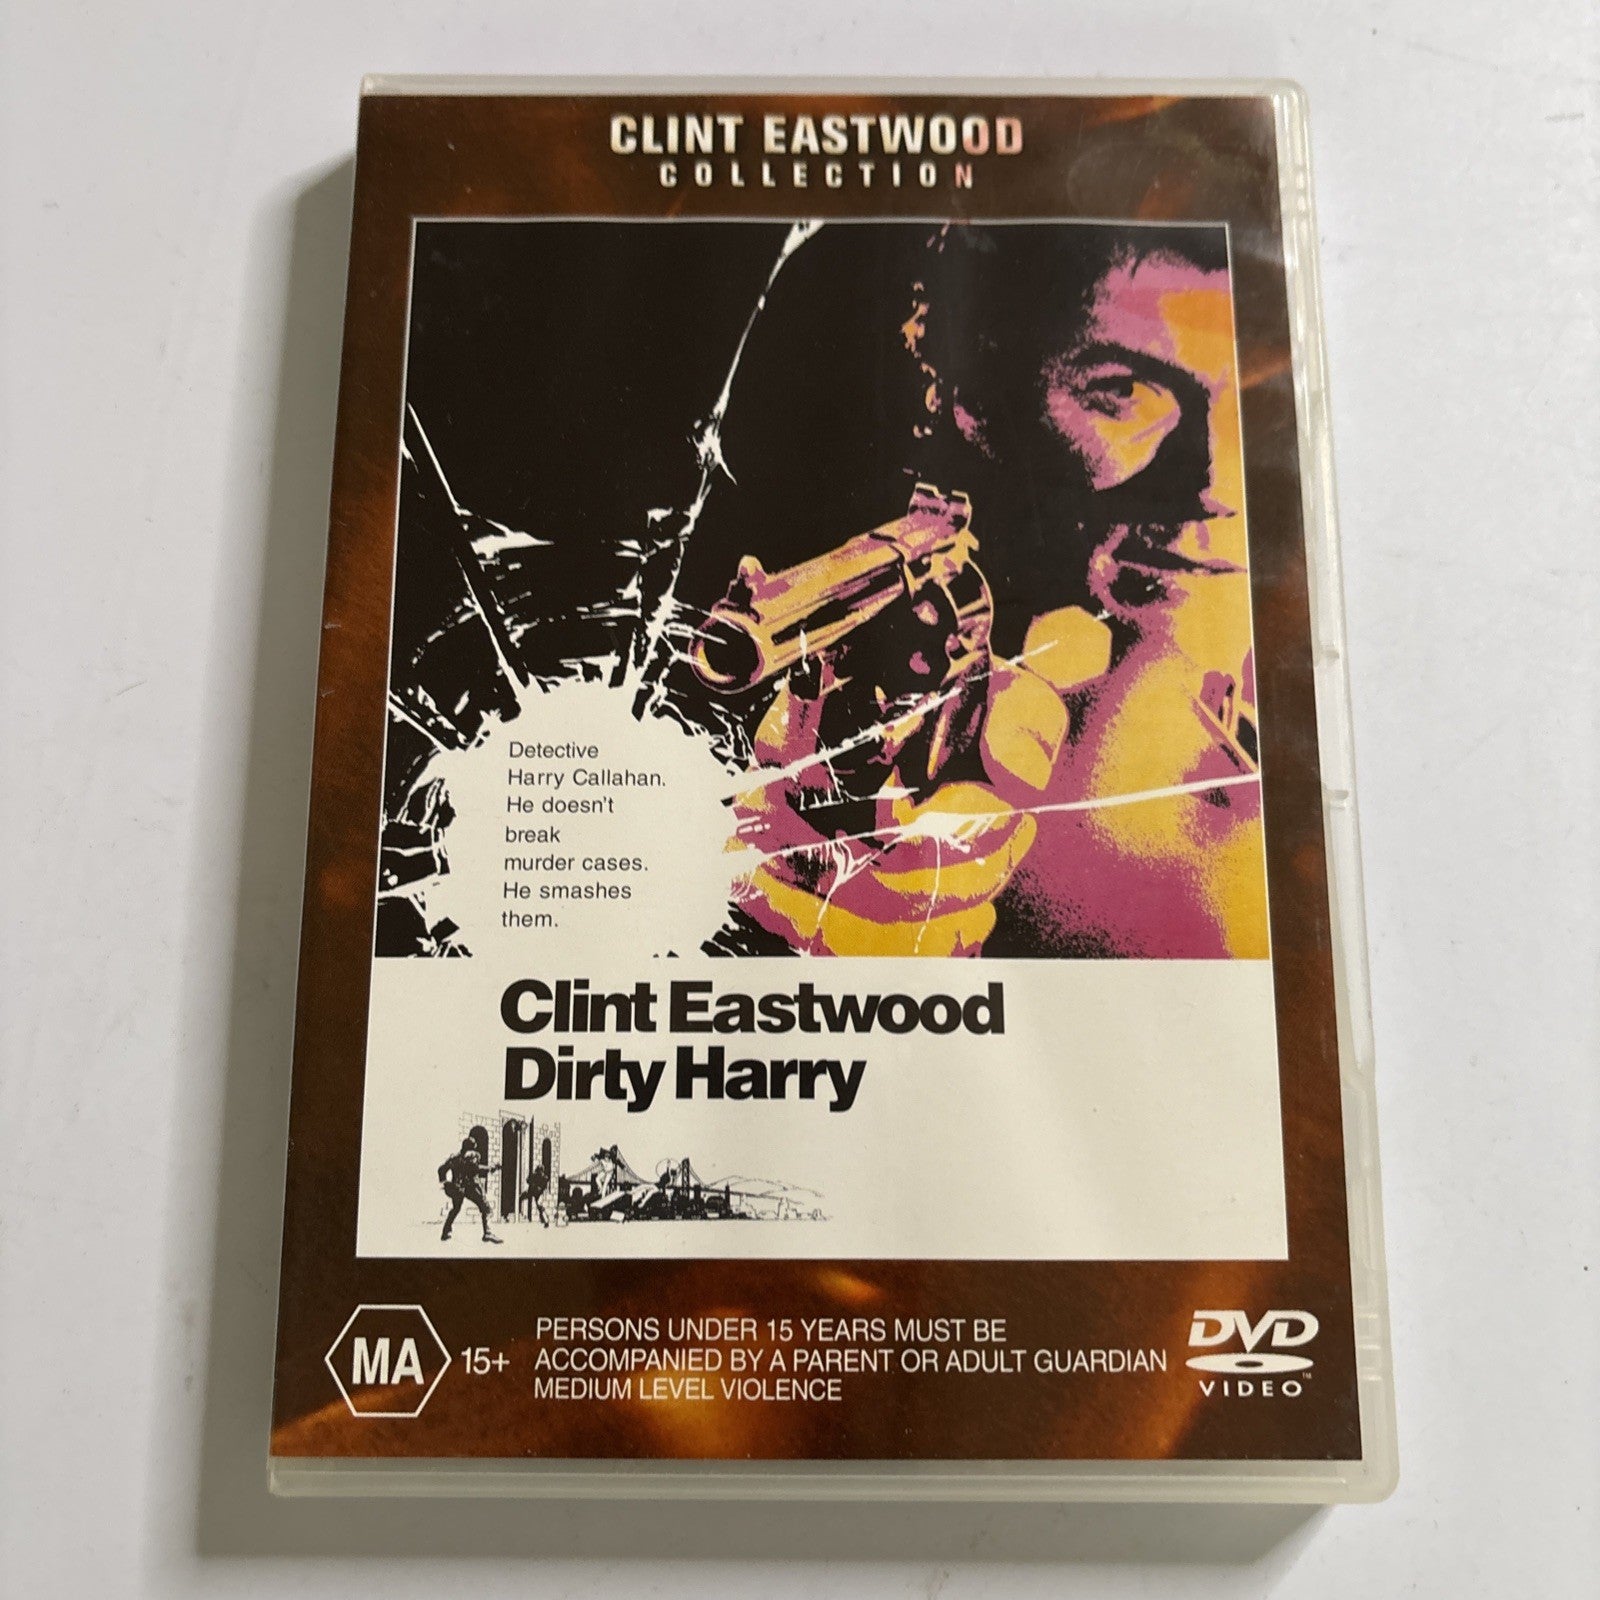 CLINT EASTWOOD
COLLECTION
Detective
Harry Callahan.
He doesn't
break
murder cases.
He smashes
them.
Clint Eastwood
Dirty Harry
MA 15+
PERSONS UNDER 15 YEARS MUST BE
ACCOMPANIED BY A PARENT OR ADULT GUARDIAN
MEDIUM LEVEL VIOLENCE
DVD
VIDEO™